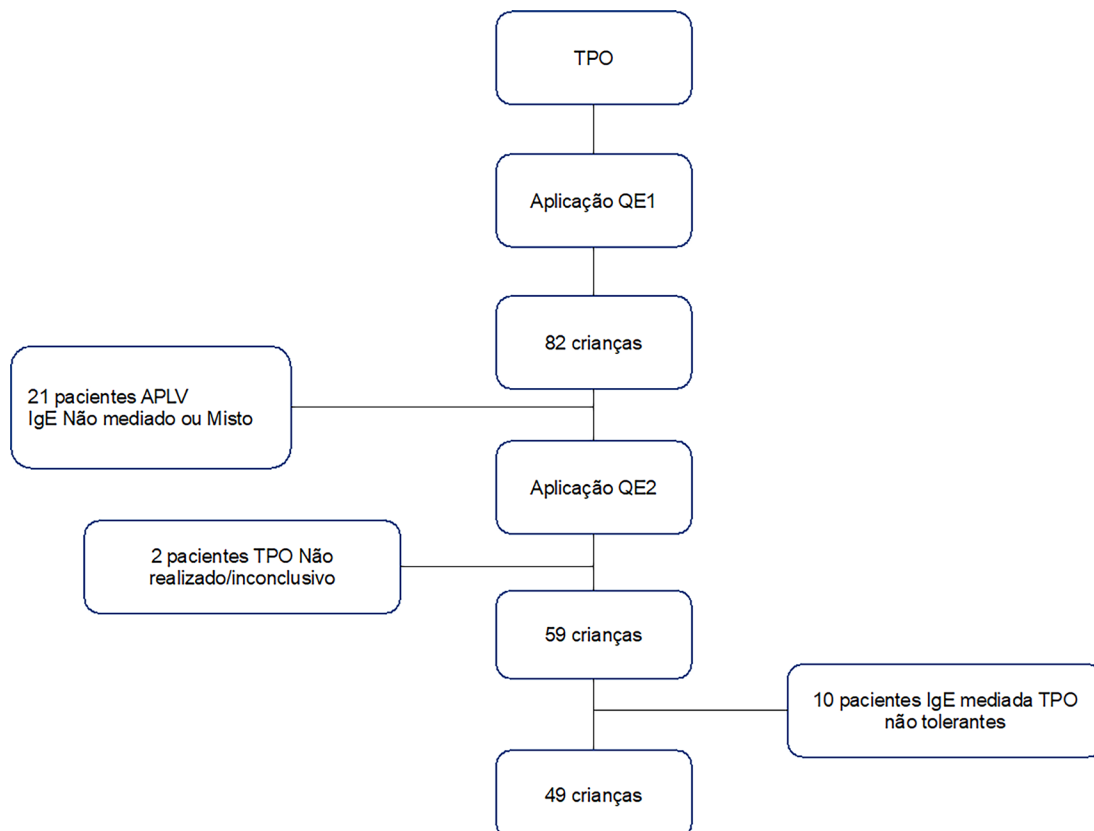 TPO
Aplicação QE1
82 crianças
21 pacientes APLV
IgE Não mediado ou Misto
Aplicação QE2
2 pacientes TPO Não
realizado/inconclusivo
59 crianças
10 pacientes IgE mediada TPO
não tolerantes
49 crianças